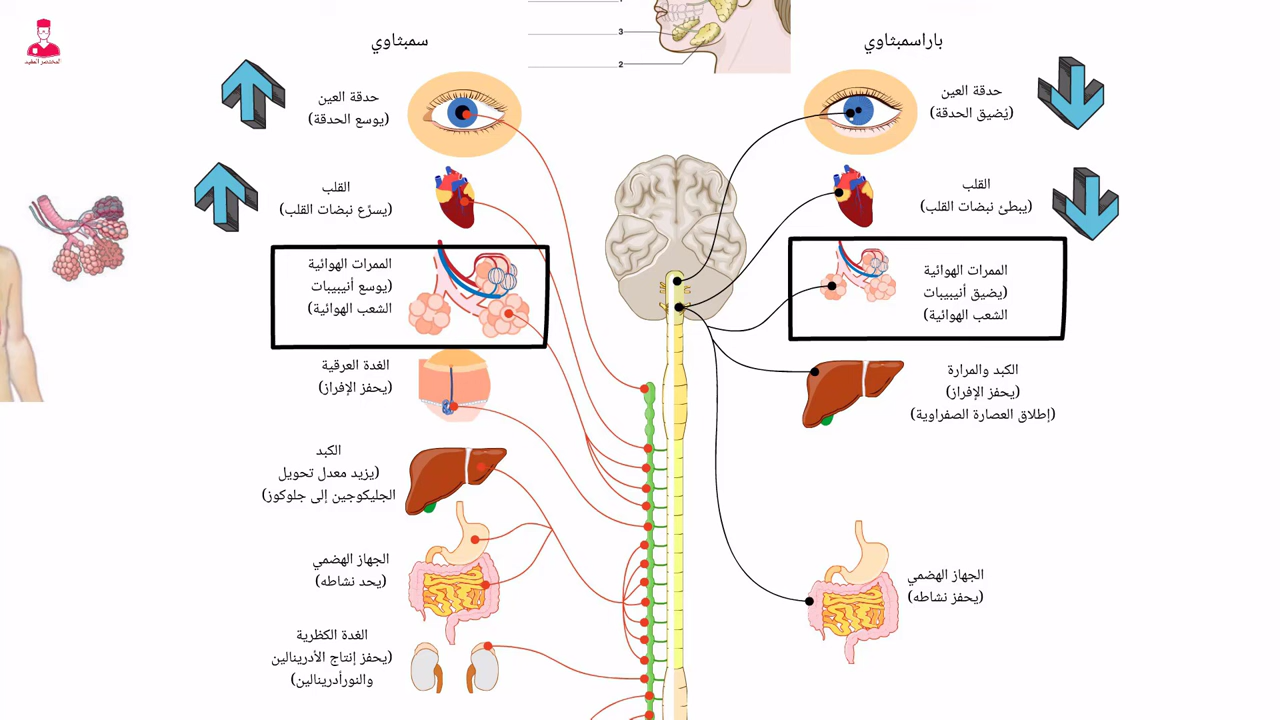 المختصر المفيد
3
2
سمبثاوي
حدقة العين
(يوسع الحدقة)
القلب
(يسرّع نبضات القلب)
الممرات الهوائية
(يوسع أنيبيبات
الشعب الهوائية)
الغدة العرقية
(يحفز الإفراز)
الكبد
(يزيد معدل تحويل
الجليكوجين إلى جلوكوز)
الجهاز الهضمي
(يحد نشاطه)
الغدة الكظرية
(يحفز إنتاج الأدرينالين
والنورأدرينالين)
باراسمبثاوي
حدقة العين
(يُضيق الحدقة)
القلب
(يبطئ نبضات القلب)
الممرات الهوائية
(يضيق أنيبيبات
الشعب الهوائية)
الكبد والمرارة
(يحفز الإفراز)
(إطلاق العصارة الصفراوية)
الجهاز الهضمي
(يحفز نشاطه)